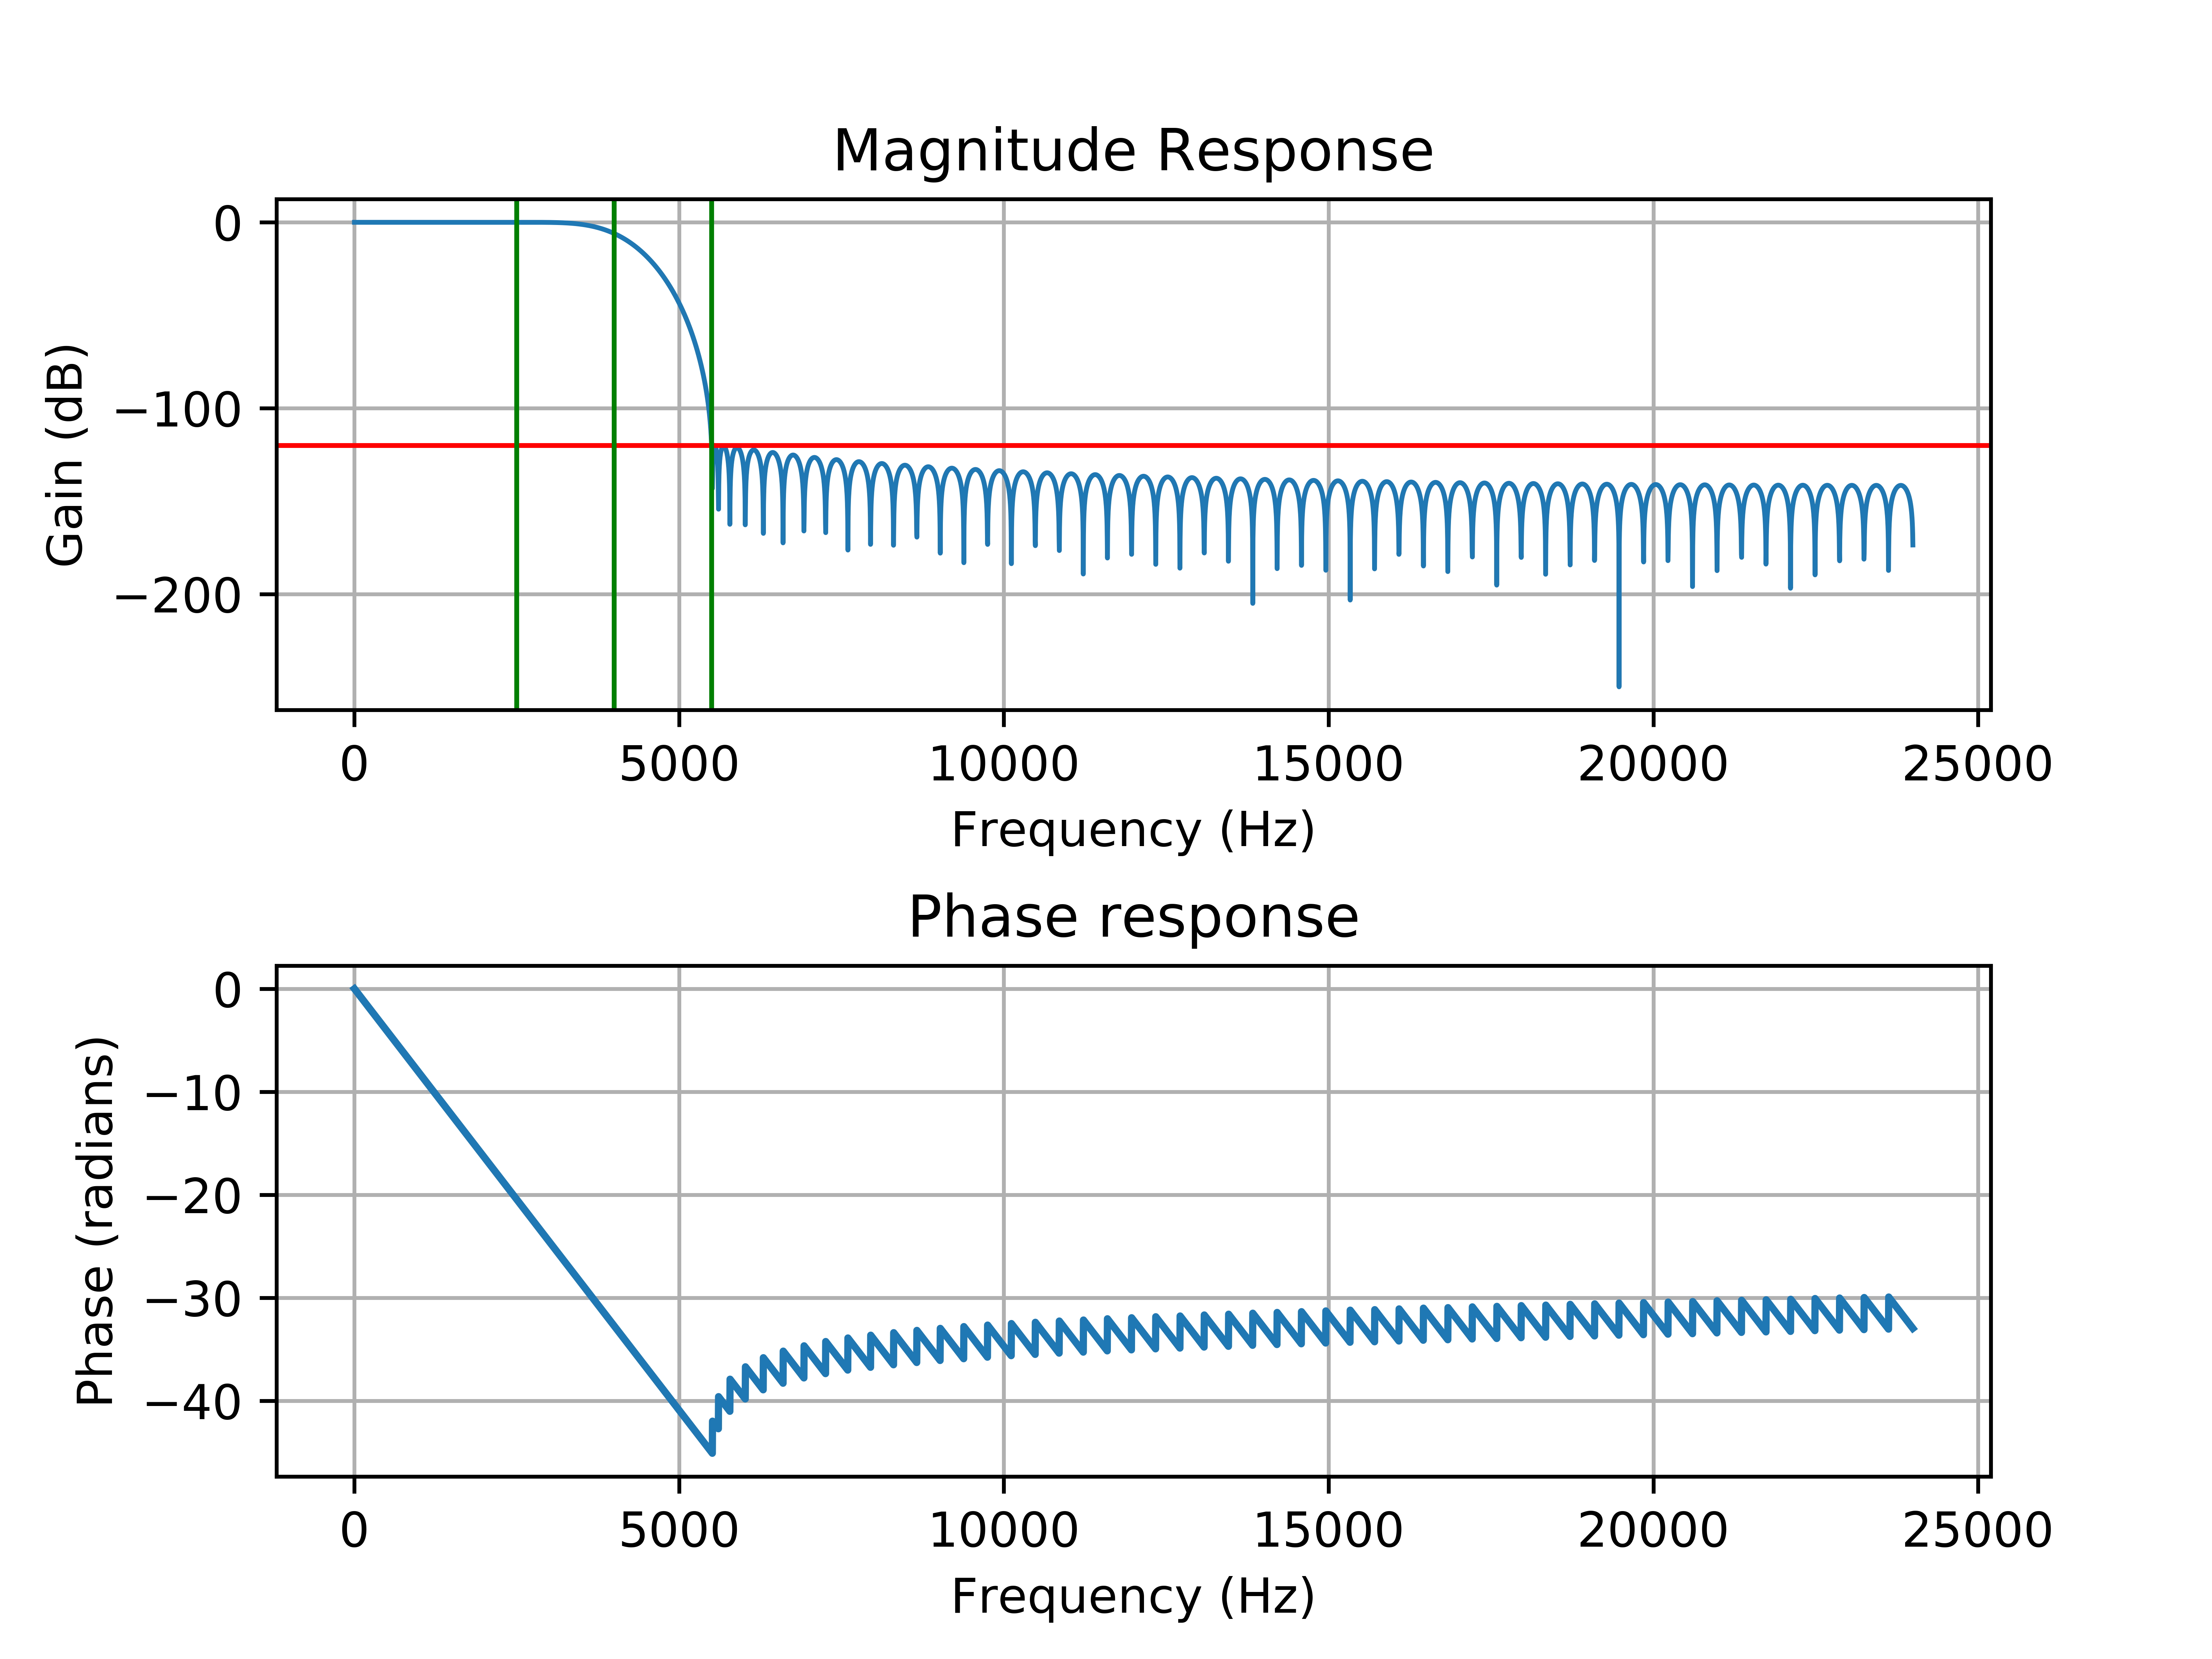 Magnitude Response
Gain (dB)
0
−100
−200
0 5000 10000 15000 20000 25000
Frequency (Hz)
Phase response
Phase (radians)
0
−10
−20
−30
−40
0 5000 10000 15000 20000 25000
Frequency (Hz)